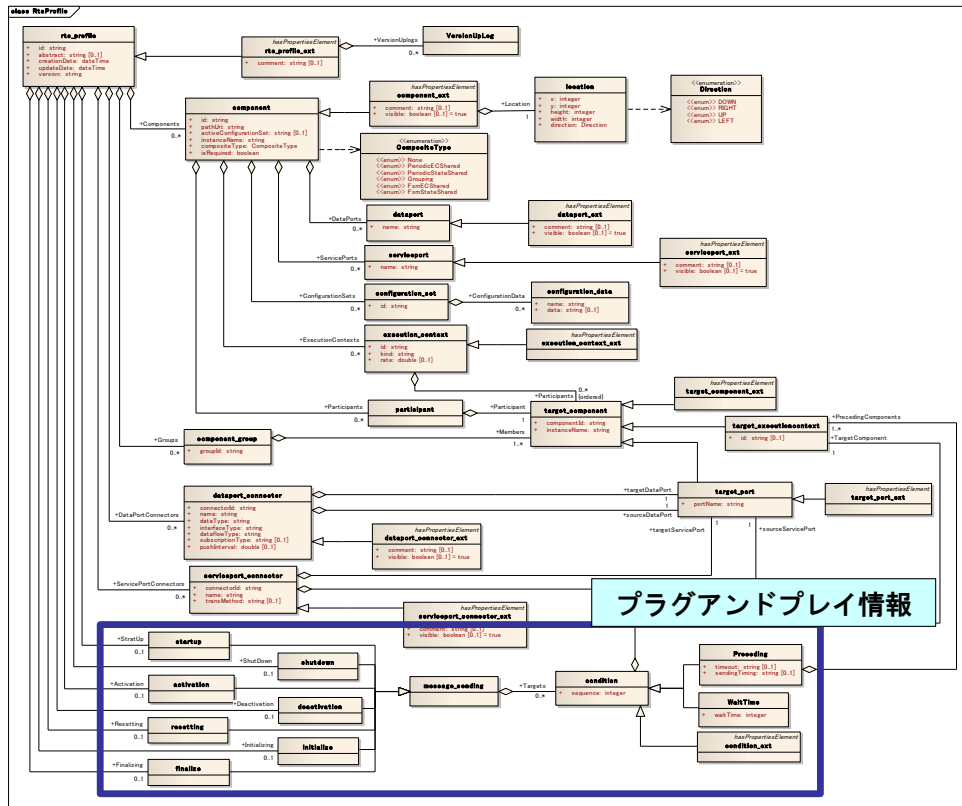 class RtsProfile
rts_profile
+ id: string
+ abstract: string [0..1]
+ creationDate: dateTime
+ updateDate: dateTime
+ version: string
hasPropertiesElement
rts_profile_ext
+ comment: string [0..1]
+VersionUplogs
0..*
VersionUpLog
+Components
0..*
component
+ id: string
+ pathUri: string
+ activeConfigurationSet: string [0..1]
+ instanceName: string
+ compositeType: CompositeType
+ isRequired: boolean
hasPropertiesElement
component_ext
+ comment: string [0..1]
+ visible: boolean [0..1] = true
+Location
1
location
+ x: integer
+ y: integer
+ height: integer
+ width: integer
+ direction: Direction
<<enumeration>>
Direction
<<enum>> DOWN
<<enum>> RIGHT
<<enum>> UP
<<enum>> LEFT
<<enumeration>>
CompositeType
<<enum>> None
<<enum>> PeriodicECShared
<<enum>> PeriodicStateShared
<<enum>> Grouping
<<enum>> FsmECShared
<<enum>> FsmStateShared
+DataPorts
0..*
dataport
+ name: string
hasPropertiesElement
dataport_ext
+ comment: string [0..1]
+ visible: boolean [0..1] = true
+ServicePorts
0..*
serviceport
+ name: string
hasPropertiesElement
serviceport_ext
+ comment: string [0..1]
+ visible: boolean [0..1] = true
+ConfigurationSets
0..*
configuration_set
+ id: string
+ConfigurationData
0..*
configuration_data
+ name: string
+ data: string [0..1]
+ExecutionContexts
0..*
execution_context
+ id: string
+ kind: string
+ rate: double [0..1]
hasPropertiesElement
execution_context_ext
0..*
+Participants
{ordered}
+Participants
0..*
participant
+Participant
1
target_component
+ componentId: string
+ instanceName: string
hasPropertiesElement
target_component_ext
target_executioncontext
+ id: string [0..1]
+PrecedingComponents
1..*
+TargetComponent
1
+Groups
0..*
component_group
+ groupId: string
+Members
1..*
+DataPortConnectors
0..*
dataport_connector
+ connectorId: string
+ name: string
+ dataType: string
+ interfaceType: string
+ dataflowType: string
+ subscriptionType: string [0..1]
+ pushInterval: double [0..1]
+targetDataPort
1
1
+sourceDataPort
target_port
+ portName: string
hasPropertiesElement
target_port_ext
1
+targetServicePort
1
+sourceServicePort
hasPropertiesElement
dataport_connector_ext
+ comment: string [0..1]
+ visible: boolean [0..1] = true
+ServicePortConnectors
0..*
serviceport_connector
+ connectorId: string
+ name: string
+ transMethod: string [0..1]
hasPropertiesElement
serviceport_connector_ext
+ comment: string [0..1]
+ visible: boolean [0..1] = true
プラグアンドプレイ情報
+StratUp
0..1
startup
+ShutDown
0..1
shutdown
+Activation
0..1
activation
+Deactivation
0..1
deactivation
+Resetting
0..1
resetting
+Initializing
0..1
initialize
+Finalizing
0..1
finalize
message_sending
+Targets
0..*
condition
+ sequence: integer
Preceding
+ timeout: string [0..1]
+ sendingTiming: string [0..1]
WaitTime
+ waitTime: integer
hasPropertiesElement
condition_ext